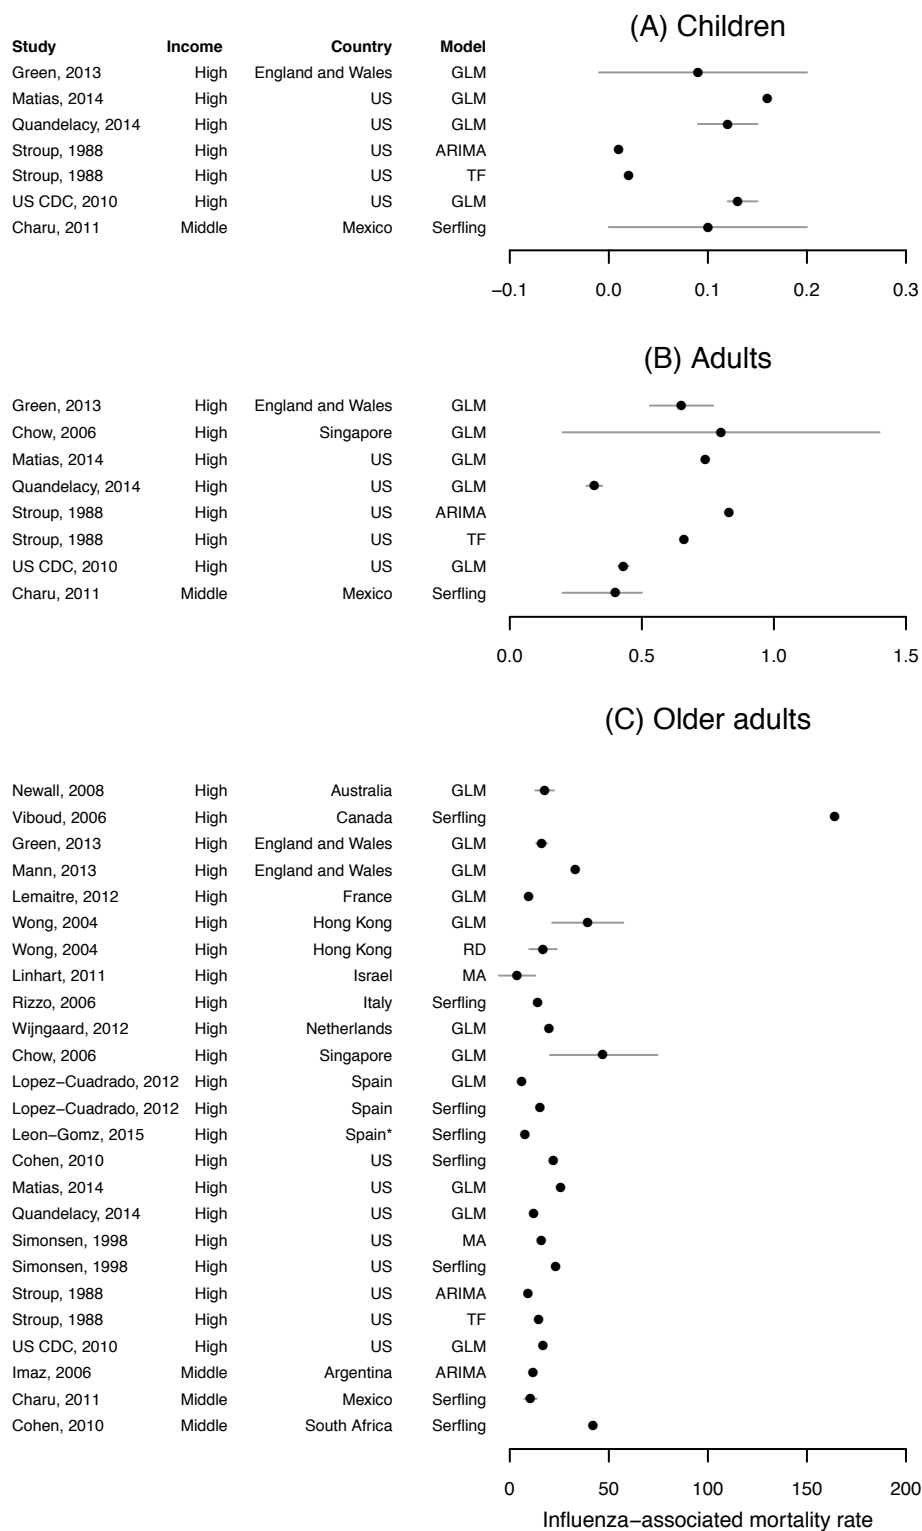 (A) Children
Study Income Country Model
Green, 2013 High England and Wales GLM
Matias, 2014 High US GLM
Quandelacy, 2014 High US GLM
Stroup, 1988 High US ARIMA
Stroup, 1988 High US TF
US CDC, 2010 High US GLM
Charu, 2011 Middle Mexico Serfling
−0.1 0.0 0.1 0.2 0.3
(B) Adults
Green, 2013 High England and Wales GLM
Chow, 2006 High Singapore GLM
Matias, 2014 High US GLM
Quandelacy, 2014 High US GLM
Stroup, 1988 High US ARIMA
Stroup, 1988 High US TF
US CDC, 2010 High US GLM
Charu, 2011 Middle Mexico Serfling
0.0 0.5 1.0 1.5
(C) Older adults
Newall, 2008 High Australia GLM
Viboud, 2006 High Canada Serfling
Green, 2013 High England and Wales GLM
Mann, 2013 High England and Wales GLM
Lemaitre, 2012 High France GLM
Wong, 2004 High Hong Kong GLM
Wong, 2004 High Hong Kong RD
Linhart, 2011 High Israel MA
Rizzo, 2006 High Italy Serfling
Wijngaard, 2012 High Netherlands GLM
Chow, 2006 High Singapore GLM
Lopez−Cuadrado, 2012 High Spain GLM
Lopez−Cuadrado, 2012 High Spain Serfling
Leon−Gomz, 2015 High Spain* Serfling
Cohen, 2010 High US Serfling
Matias, 2014 High US GLM
Quandelacy, 2014 High US GLM
Simonsen, 1998 High US MA
Simonsen, 1998 High US Serfling
Stroup, 1988 High US ARIMA
Stroup, 1988 High US TF
US CDC, 2010 High US GLM
Imaz, 2006 Middle Argentina ARIMA
Charu, 2011 Middle Mexico Serfling
Cohen, 2010 Middle South Africa Serfling
0 50 100 150 200
Influenza−associated mortality rate